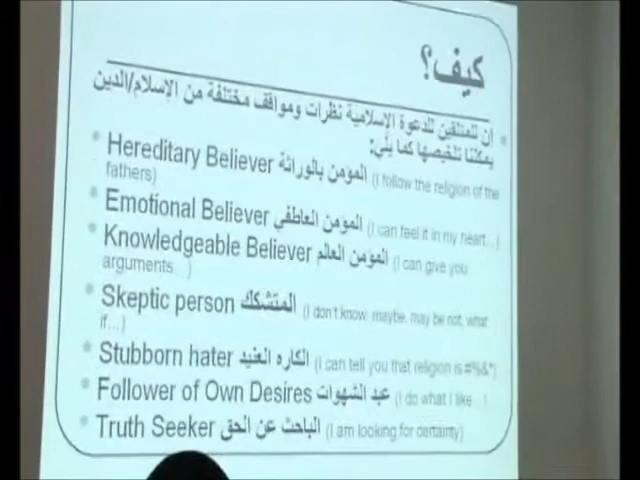 كيف؟
إن للمتلقين للدعوة الإسلامية نظرات ومواقف مختلفة من الإسلام/الدين
يمكننا تلخيصها كما يلي:
Hereditary Believer المؤمن بالوراثة (I follow the religion of the
fathers)
Emotional Believer المؤمن العاطفي (I can feel it in my heart...)
Knowledgeable Believer المؤمن العالم (I can give you
arguments...)
Skeptic person المتشكك (I don't know, maybe, may be not, what
if...)
Stubborn hater الكاره العنيد (I can tell you that religion is #%&*)
Follower of Own Desires عبد الشهوات (I do what I like...)
Truth Seeker الباحث عن الحق (I am looking for certainty)